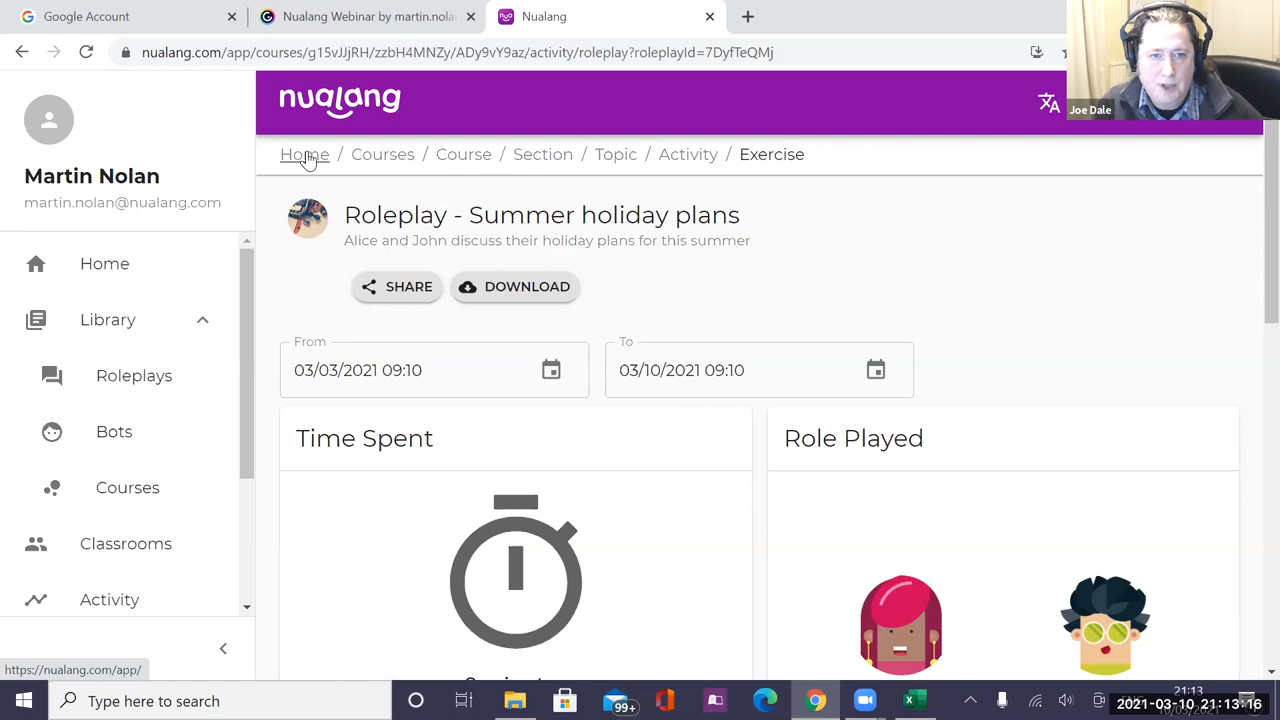 Google Account
Nualang Webinar by martin.nola
Nualang
nualang.com/app/courses/g15vJJjRH/zzbH4MNZy/ADy9vY9az/activity/roleplay?roleplayId=7DyfTeQMj
Joe Dale
nualang
Martin Nolan
martin.nolan@nualang.com
Home / Courses / Course / Section / Topic / Activity / Exercise
Roleplay - Summer holiday plans
Alice and John discuss their holiday plans for this summer
SHARE
DOWNLOAD
Home
Library
Roleplays
Bots
Courses
Classrooms
Activity
From
03/03/2021 09:10
To
03/10/2021 09:10
Time Spent
Role Played
https://nualang.com/app/
Type here to search
99+
21:13
2021-03-10 21:13:16